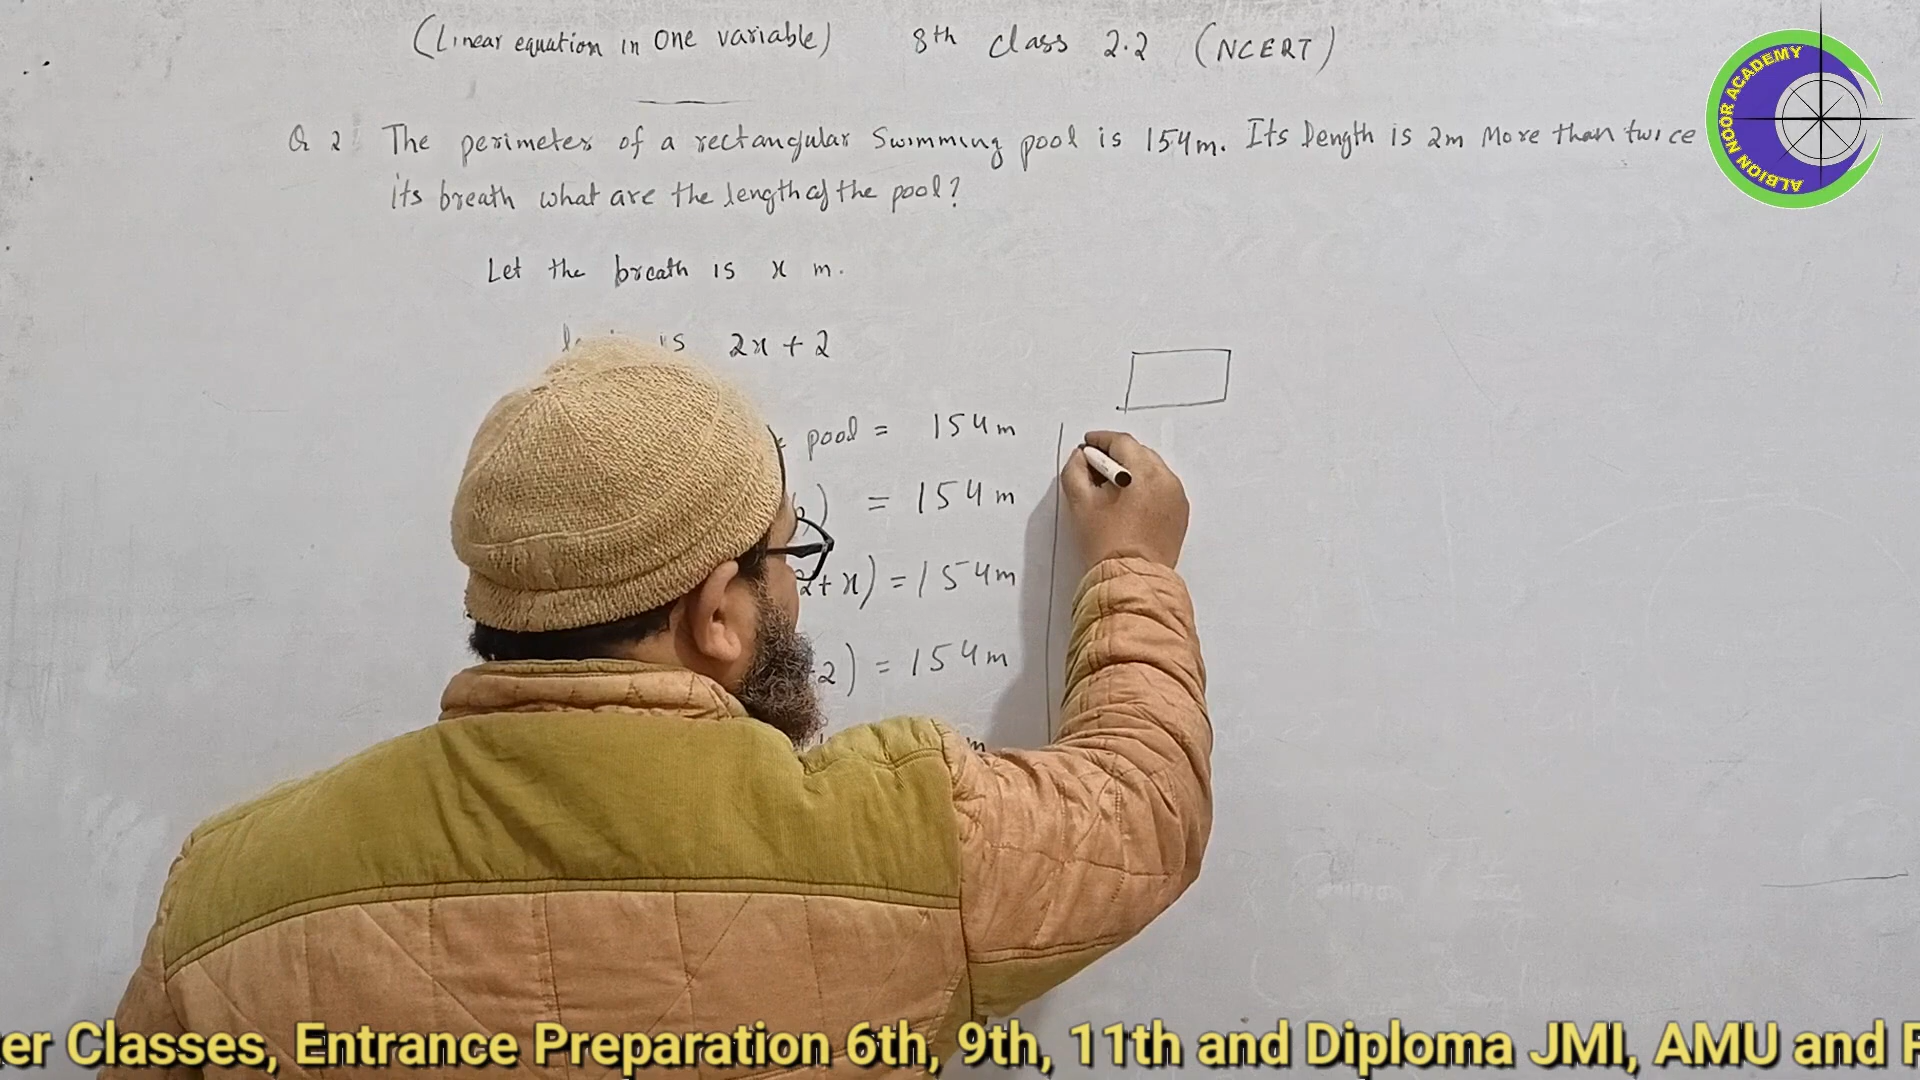 (Linear equation in one variable) 8th class 2.2 (NCERT)
Q 2 The perimeter of a rectangular Swimming pool is 154m. Its Length is 2m More than twice
its breath what are the length of the pool?
Let the breath is x m.
is 2x + 2
pool = 154m
b) = 154m
2 + x) = 154m
2) = 154m
m
ALBION NOOR ACADEMY
er Classes, Entrance Preparation 6th, 9th, 11th and Diploma JMI, AMU and